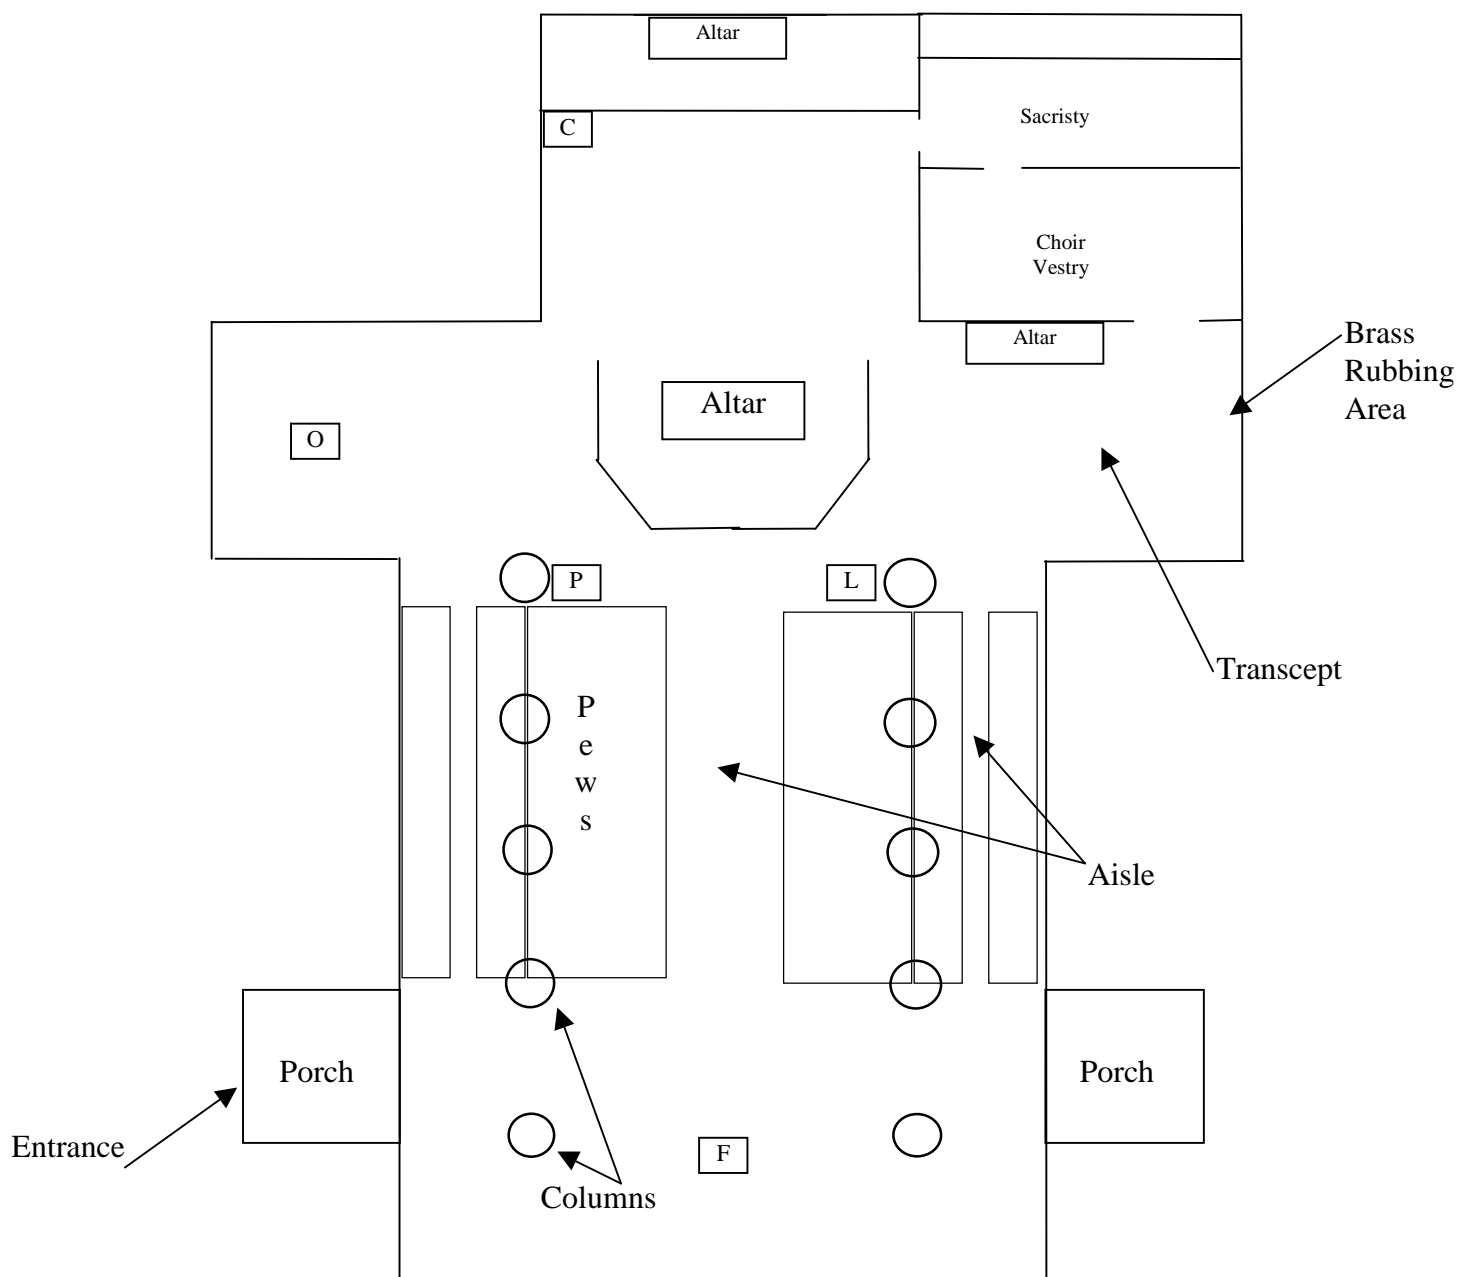 Altar
Sacristy
C
Choir
Vestry
Altar
Brass
Rubbing
Area
Altar
O
P
L
Transcept
P
e
w
s
Aisle
Porch
Porch
Entrance
F
Columns